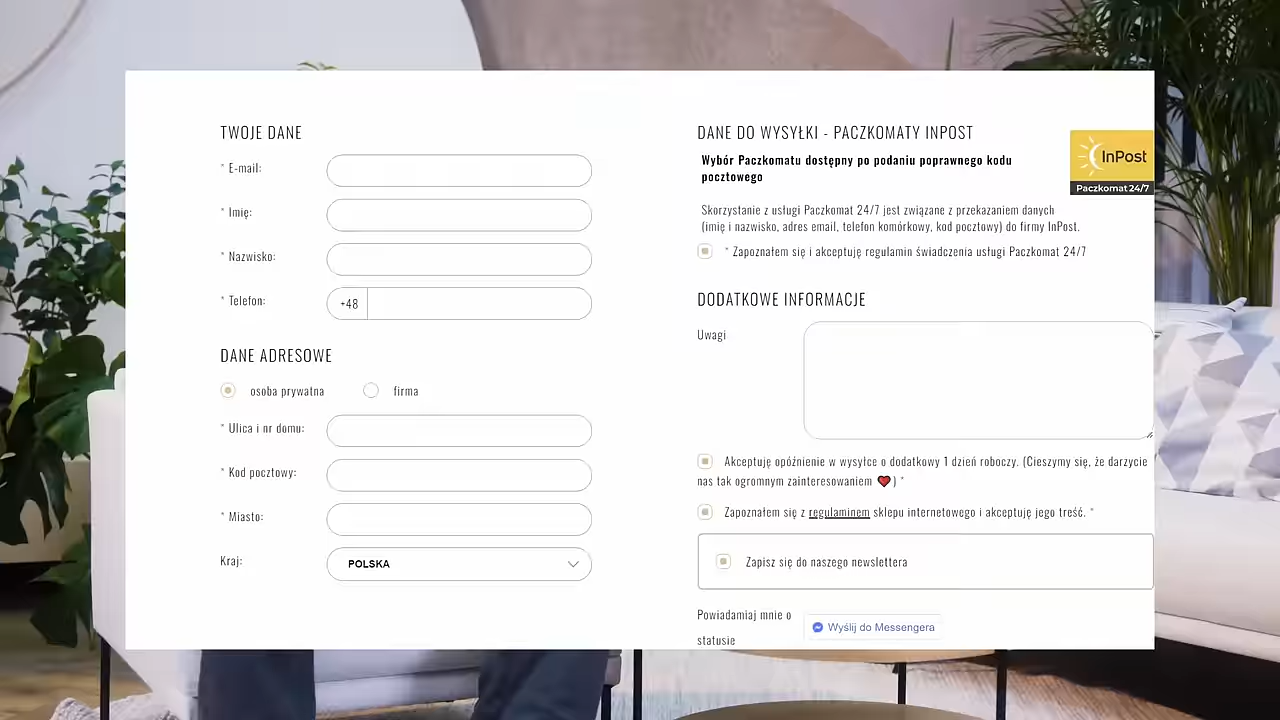 TWOJE DANE
* E-mail:
* Imię:
* Nazwisko:
* Telefon:
+48
DANE ADRESOWE
osoba prywatna
firma
* Ulica i nr domu:
* Kod pocztowy:
* Miasto:
Kraj:
POLSKA
DANE DO WYSYŁKI - PACZKOMATY INPOST
Wybór Paczkomatu dostępny po podaniu poprawnego kodu
pocztowego
InPost
Paczkomat 24/7
Skorzystanie z usługi Paczkomat 24/7 jest związane z przekazaniem danych
(imię i nazwisko, adres email, telefon komórkowy, kod pocztowy) do firmy InPost.
* Zapoznałem się i akceptuję regulamin świadczenia usługi Paczkomat 24/7
DODATKOWE INFORMACJE
Uwagi
Akceptuję opóźnienie w wysyłce o dodatkowy 1 dzień roboczy. (Cieszymy się, że darzycie
nas tak ogromnym zainteresowaniem ❤️) *
Zapoznałem się z regulaminem sklepu internetowego i akceptuję jego treść. *
Zapisz się do naszego newslettera
Powiadamiaj mnie o
statusie
Wyślij do Messengera